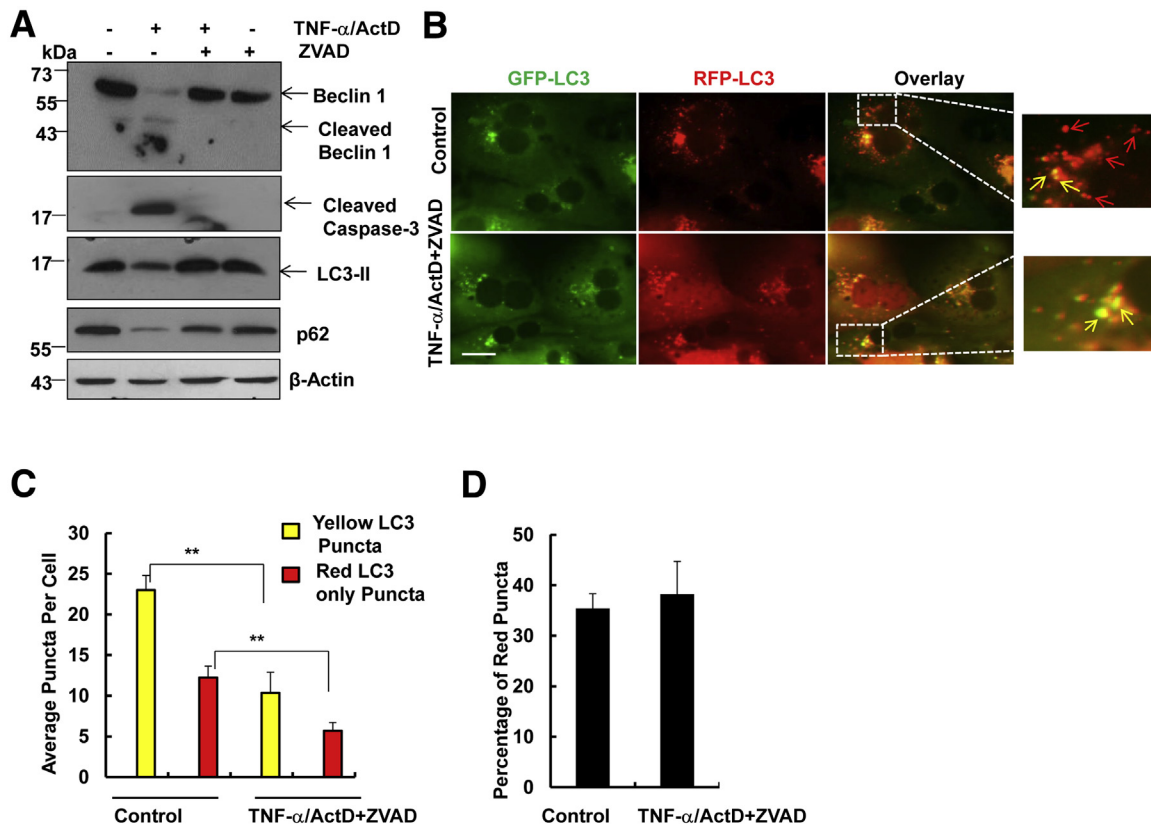 A
- + + - TNF-α/ActD
kDa - - + + ZVAD
73
55
43
Beclin 1
Cleaved
Beclin 1
17
Cleaved
Caspase-3
17
LC3-II
p62
55
43
β-Actin
B
GFP-LC3 RFP-LC3 Overlay
Control
TNF-α/ActD+ZVAD
C
Average Puncta Per Cell
30
25
20
15
10
5
0
**
**
Yellow LC3
Puncta
Red LC3
only Puncta
Control TNF-α/ActD+ZVAD
D
Percentage of Red Puncta
50
40
30
20
10
0
Control TNF-α/ActD+ZVAD